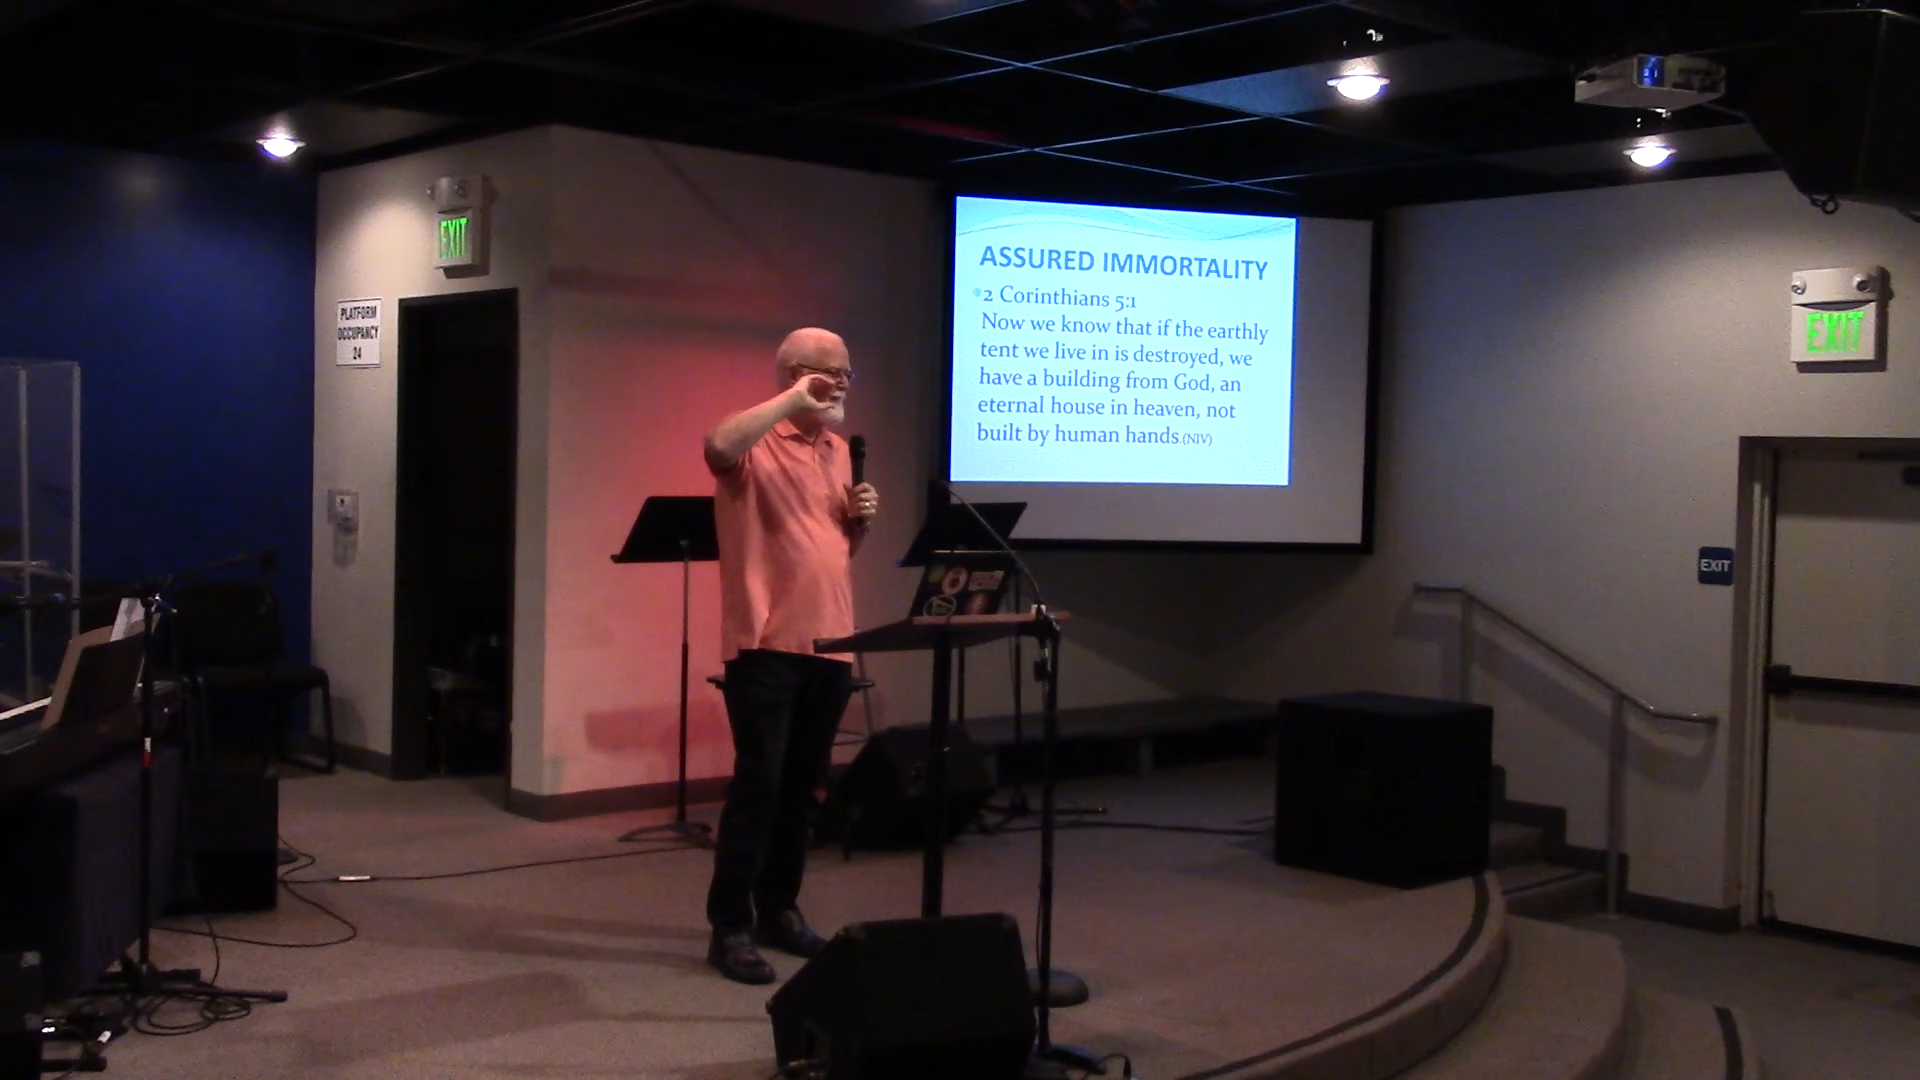 EXIT
PLATFORM
OCCUPANCY
24
ASSURED IMMORTALITY
2 Corinthians 5:1
Now we know that if the earthly
tent we live in is destroyed, we
have a building from God, an
eternal house in heaven, not
built by human hands.(NIV)
EXIT
EXIT